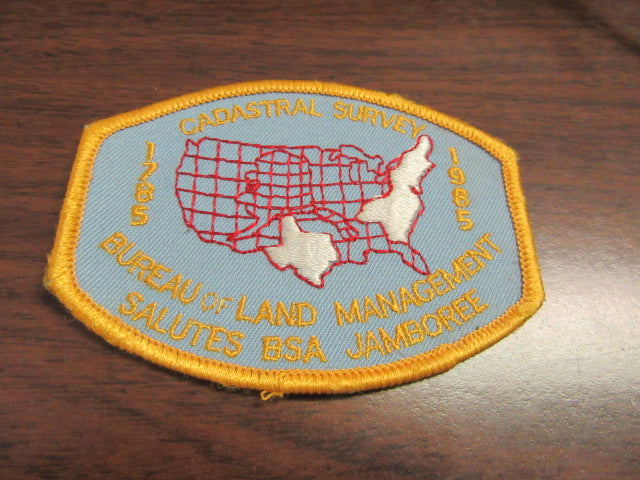 CADASTRAL SURVEY
1785
1985
BUREAU OF LAND MANAGEMENT
SALUTES BSA JAMBOREE